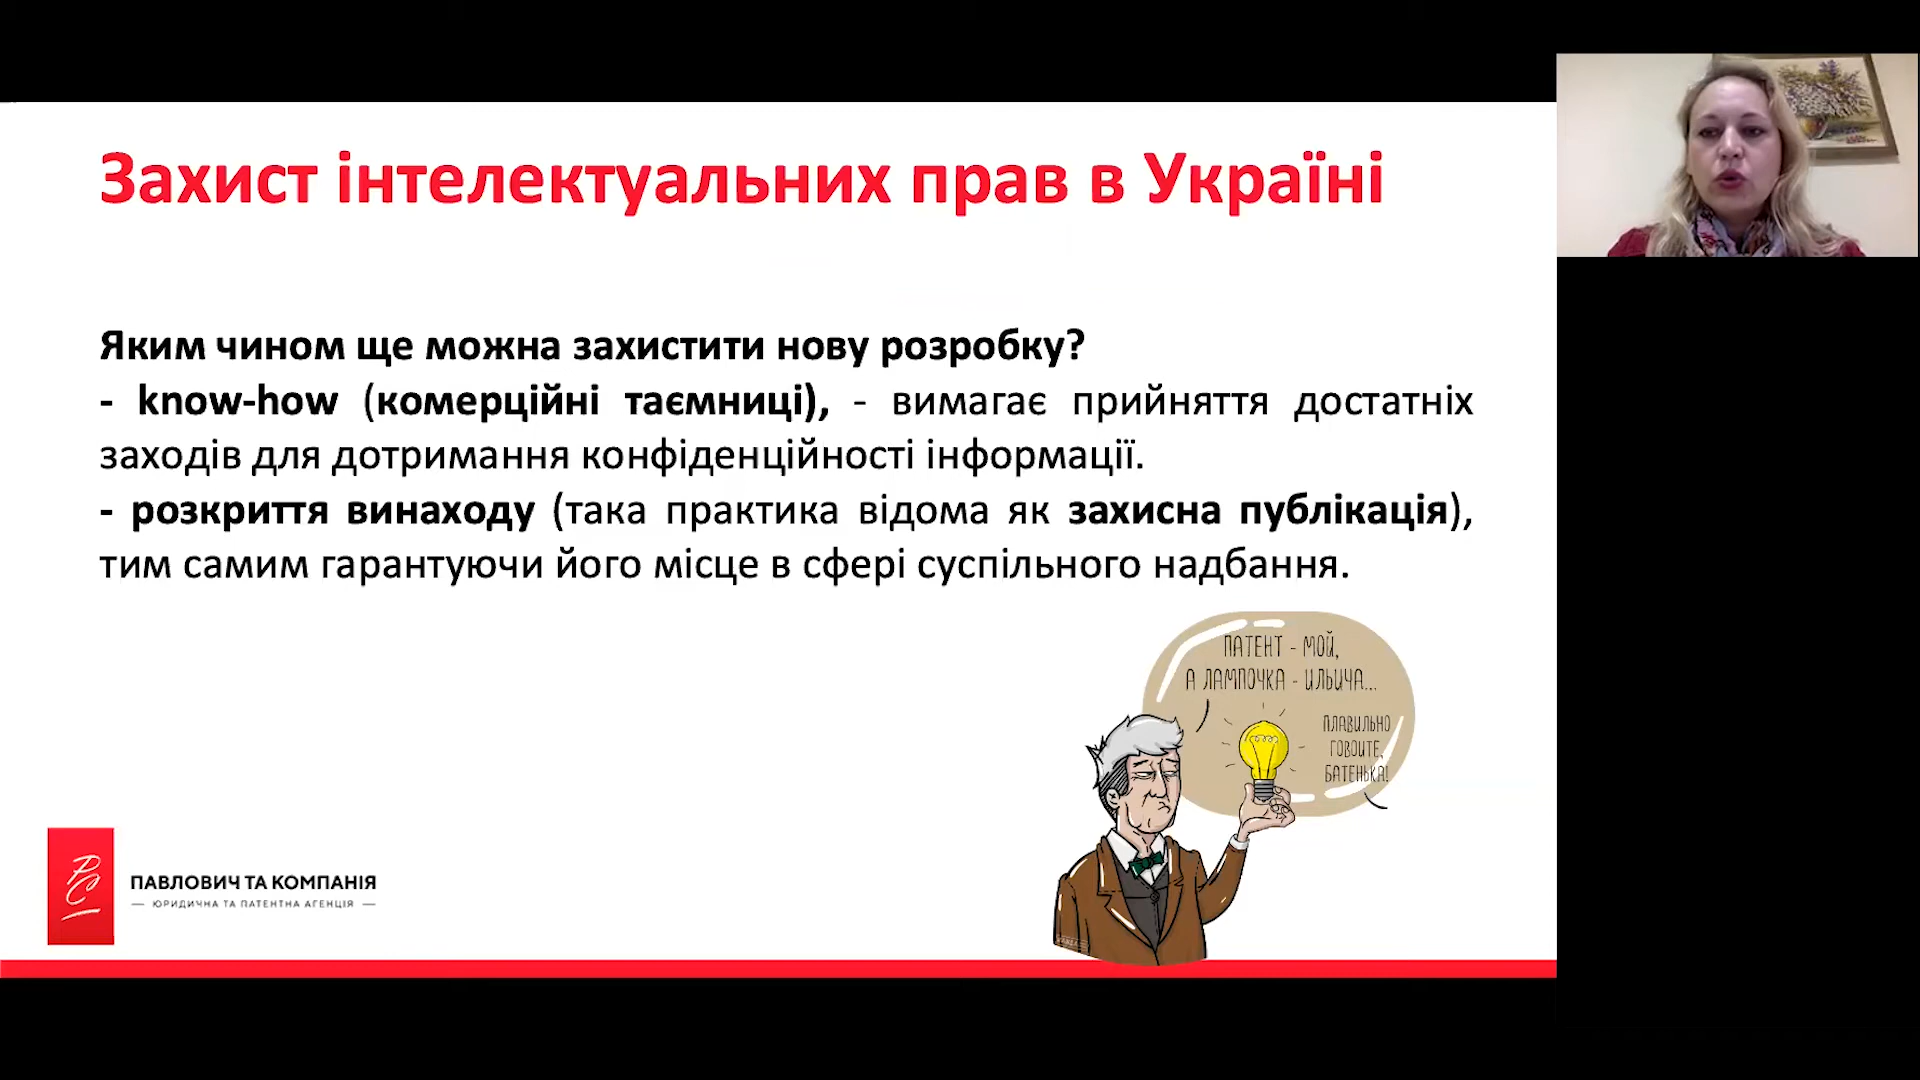 Захист інтелектуальних прав в Україні
Яким чином ще можна захистити нову розробку?
- know-how (комерційні таємниці), - вимагає прийняття достатніх
заходів для дотримання конфіденційності інформації.
- розкриття винаходу (така практика відома як захисна публікація),
тим самим гарантуючи його місце в сфері суспільного надбання.
ПАТЕНТ - МОЙ,
А ЛАМПОЧКА - ИЛЬИЧА...
ПЛАВИЛЬНО
ГОВОИТЕ,
БАТЕНЬКА!
ПАВЛОВИЧ ТА КОМПАНІЯ
— ЮРИДИЧНА ТА ПАТЕНТНА АГЕНЦІЯ —